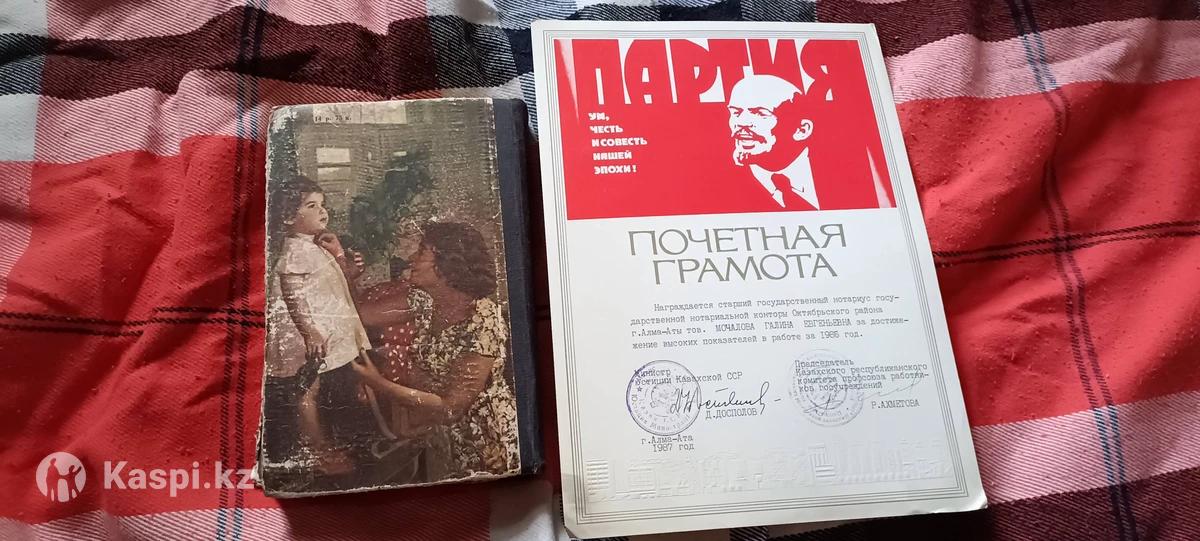 14 р. 75 к.
ПАРТИЯ
УМ,
ЧЕСТЬ
И СОВЕСТЬ
НАШЕЙ
ЭПОХИ!
ПОЧЕТНАЯ
ГРАМОТА
Награждается старший государственный нотариус госу-
дарственной нотариальной конторы Октябрьского района
г.Алма-Аты тов. МОЧАЛОВА ГАЛИНА ЕВГЕНЬЕВНА за достиж-
жение высоких показателей в работе за 1986 год.
Министр
юстиции Казахской ССР
Д.ДОСПОЛОВ
Председатель
Казахского республиканского
комитета профсоюза работни-
ков госучреждений
Р.АХМЕТОВА
г.Алма-Ата
1987 год
Kaspi.kz